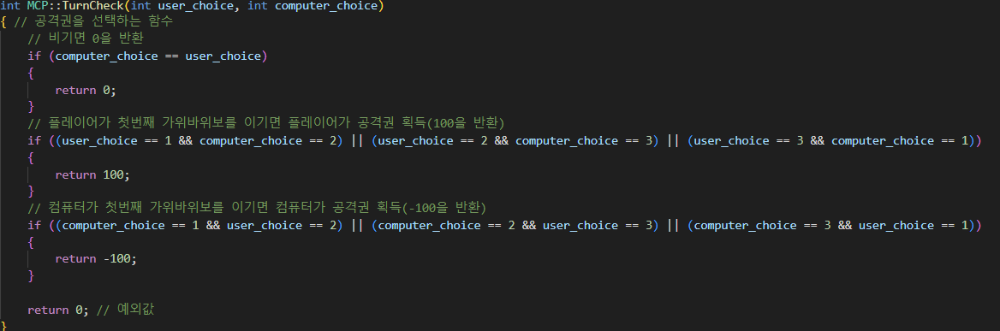 int MCP::TurnCheck(int user_choice, int computer_choice)
{ // 공격권을 선택하는 함수
    // 비기면 0을 반환
    if (computer_choice == user_choice)
    {
        return 0;
    }
    // 플레이어가 첫번째 가위바위보를 이기면 플레이어가 공격권 획득(100을 반환)
    if ((user_choice == 1 && computer_choice == 2) || (user_choice == 2 && computer_choice == 3) || (user_choice == 3 && computer_choice == 1))
    {
        return 100;
    }
    // 컴퓨터가 첫번째 가위바위보를 이기면 컴퓨터가 공격권 획득(-100을 반환)
    if ((computer_choice == 1 && user_choice == 2) || (computer_choice == 2 && user_choice == 3) || (computer_choice == 3 && user_choice == 1))
    {
        return -100;
    }

    return 0; // 예외값
}